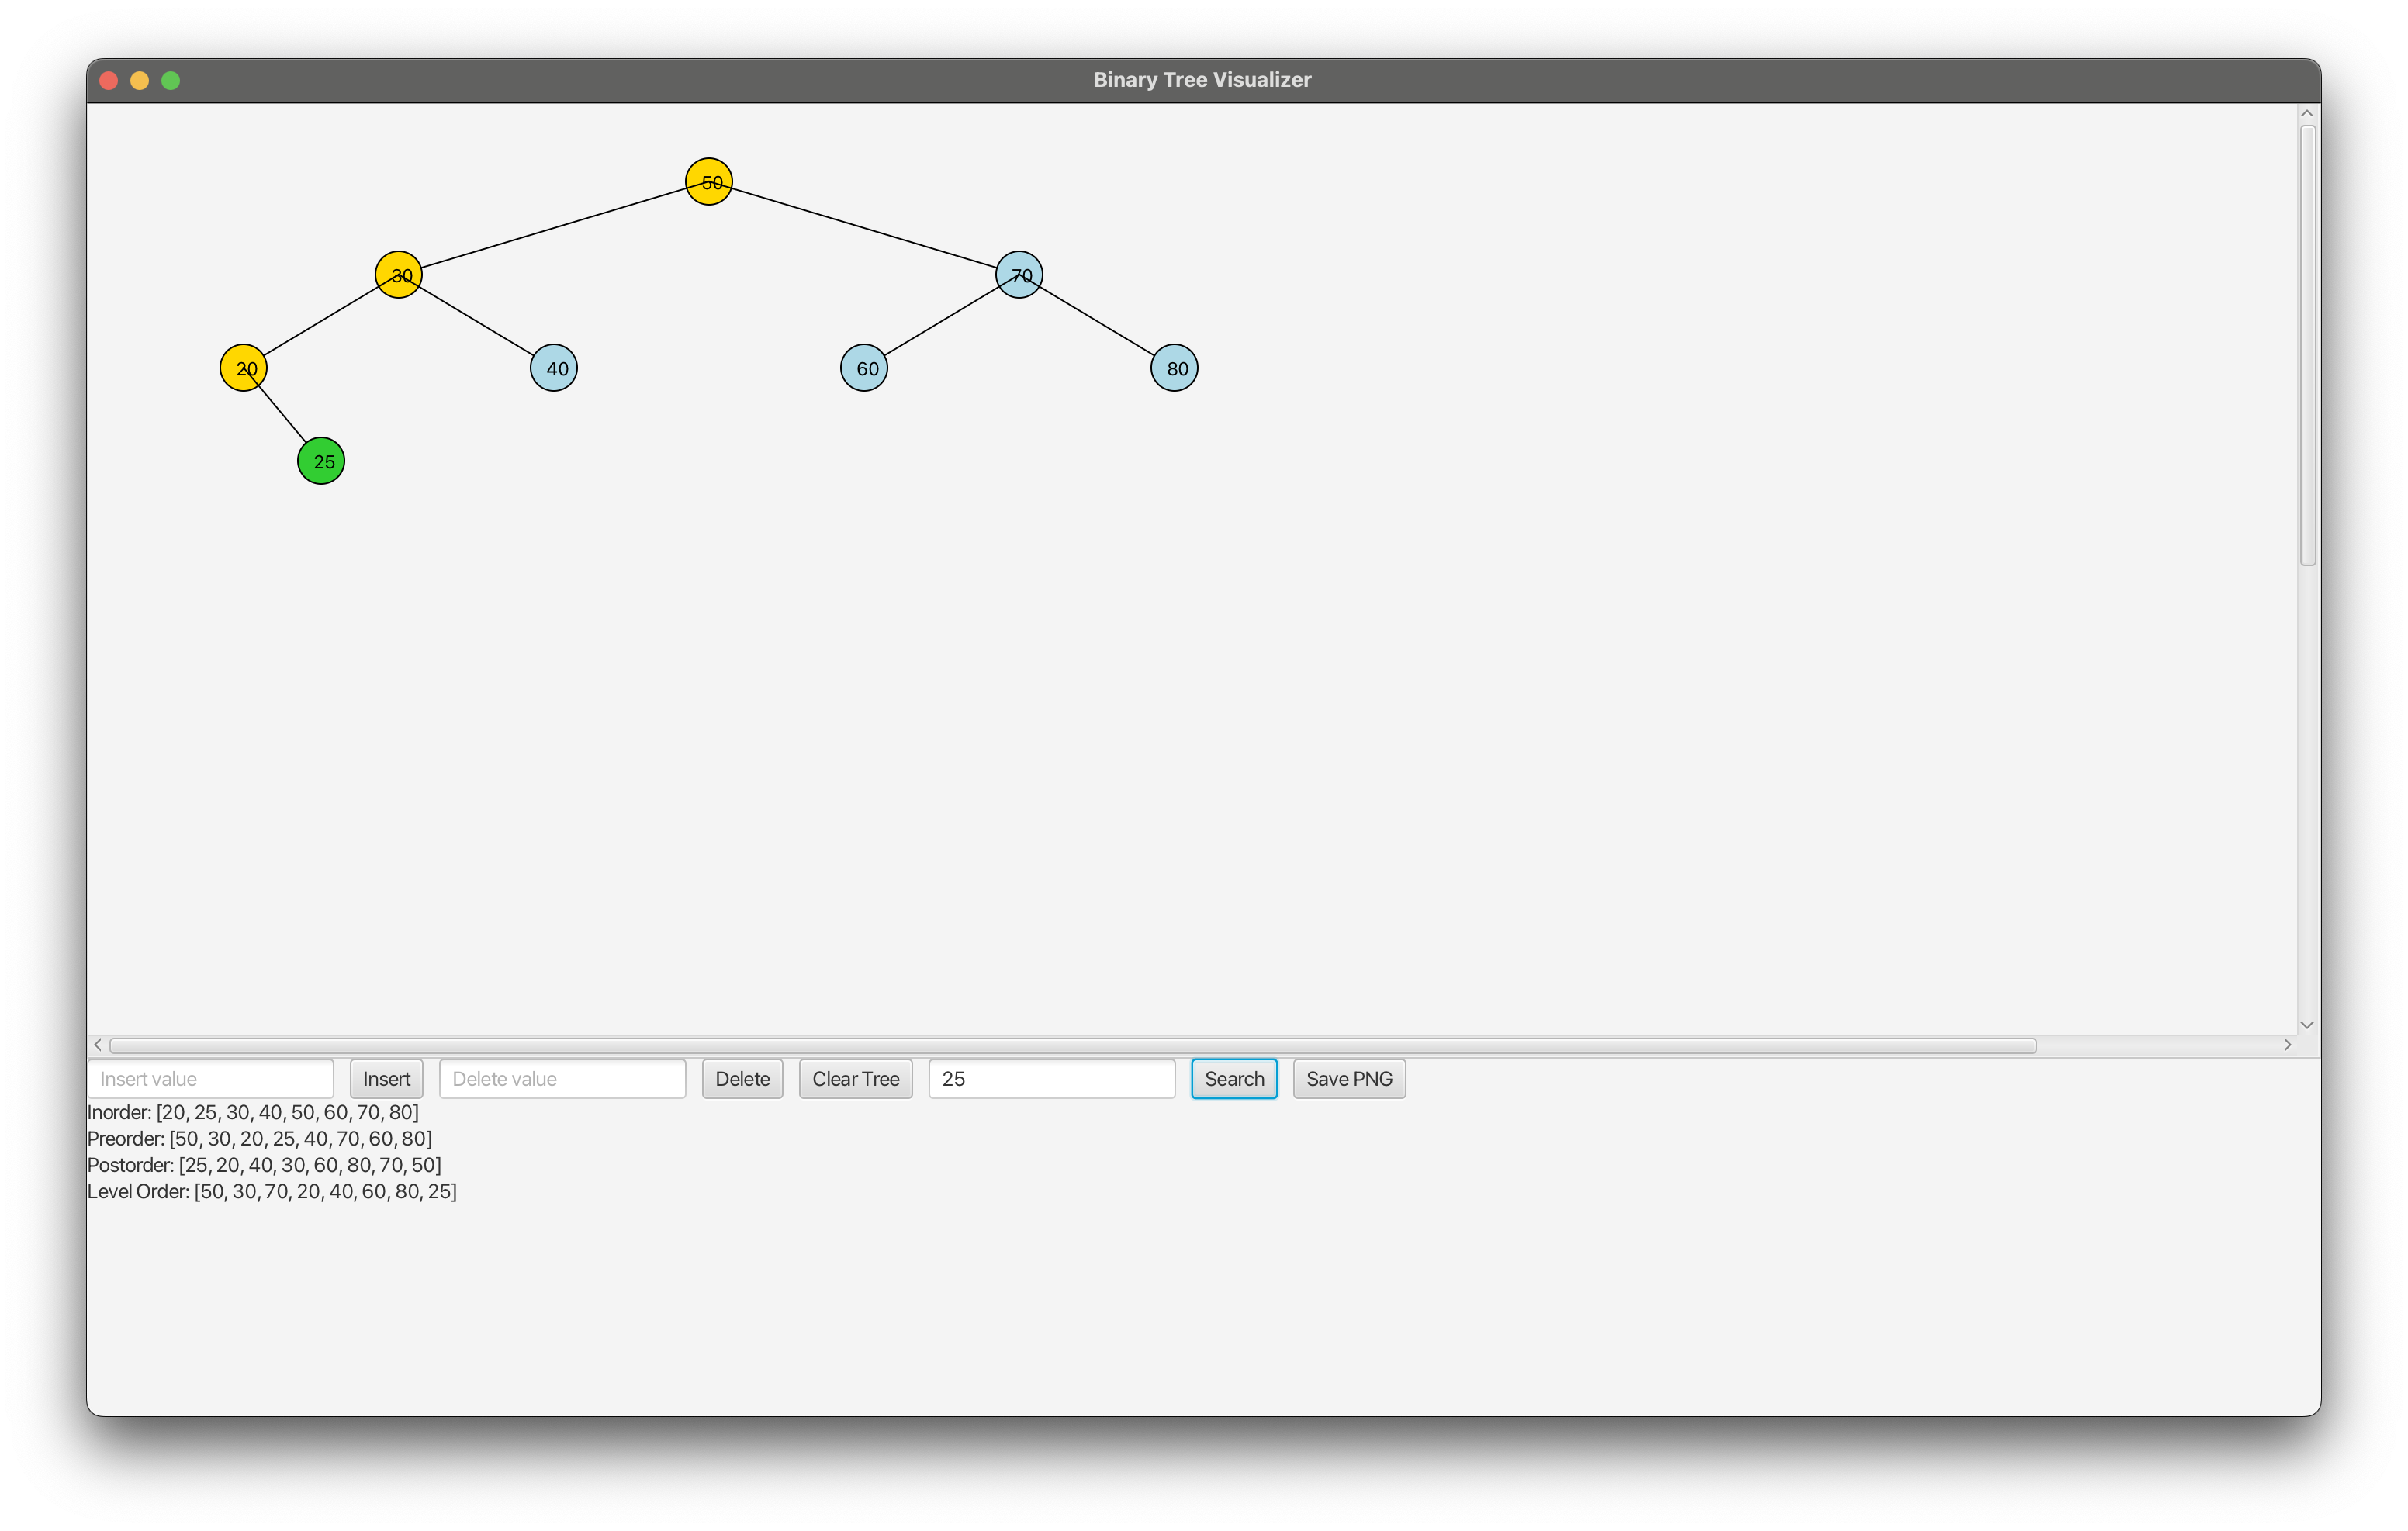 Binary Tree Visualizer
50
30 70
20 40 60 80
25
Insert value Insert Delete value Delete Clear Tree 25 Search Save PNG
Inorder: [20, 25, 30, 40, 50, 60, 70, 80]
Preorder: [50, 30, 20, 25, 40, 70, 60, 80]
Postorder: [25, 20, 40, 30, 60, 80, 70, 50]
Level Order: [50, 30, 70, 20, 40, 60, 80, 25]